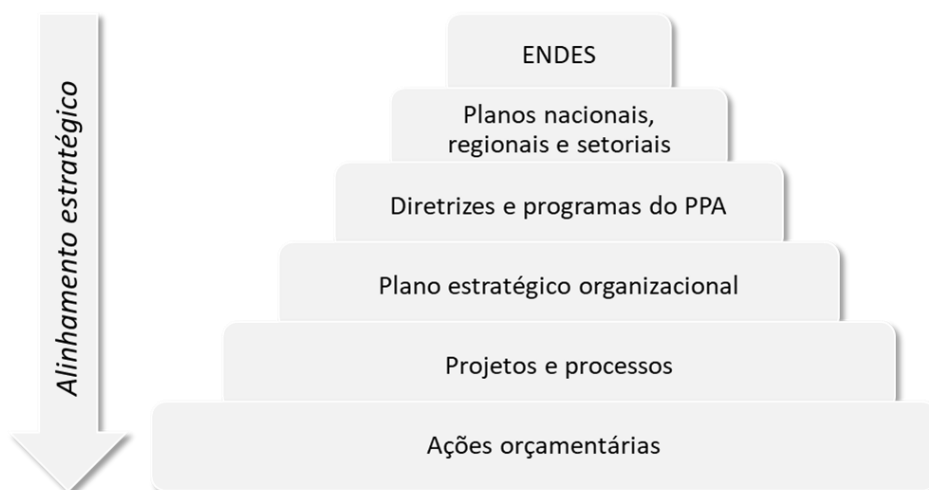 Alinhamento estratégico
ENDES
Planos nacionais,
regionais e setoriais
Diretrizes e programas do PPA
Plano estratégico organizacional
Projetos e processos
Ações orçamentárias